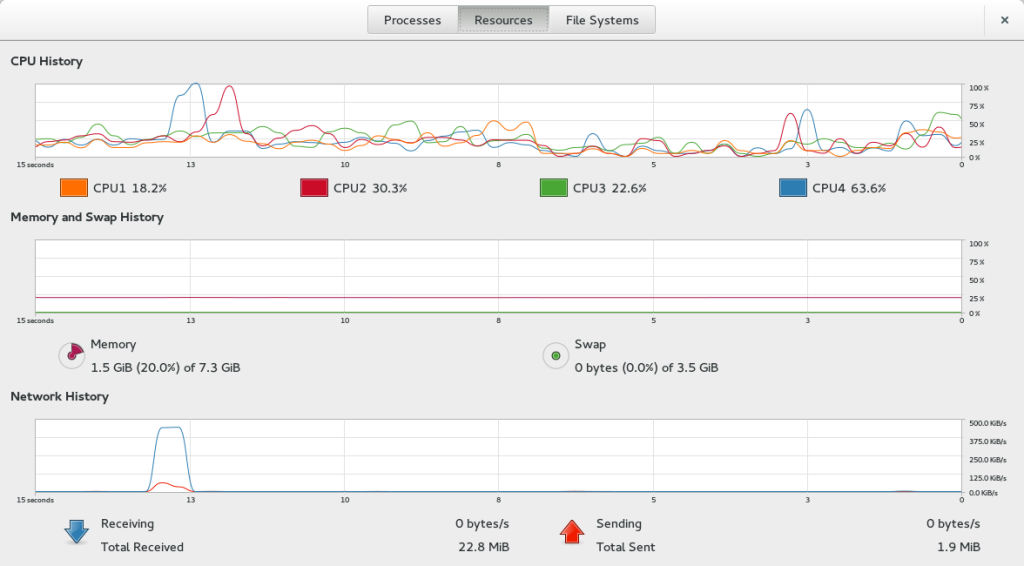 Processes Resources File Systems ×
CPU History
100 %
75 %
50 %
25 %
0 %
15 seconds 13 10 8 5 3 0
CPU1 18.2% CPU2 30.3% CPU3 22.6% CPU4 63.6%
Memory and Swap History
100 %
75 %
50 %
25 %
0 %
15 seconds 13 10 8 5 3 0
Memory Swap
1.5 GiB (20.0%) of 7.3 GiB 0 bytes (0.0%) of 3.5 GiB
Network History
500.0 KiB/s
375.0 KiB/s
250.0 KiB/s
125.0 KiB/s
0.0 KiB/s
15 seconds 13 10 8 5 3 0
Receiving 0 bytes/s Sending 0 bytes/s
Total Received 22.8 MiB Total Sent 1.9 MiB